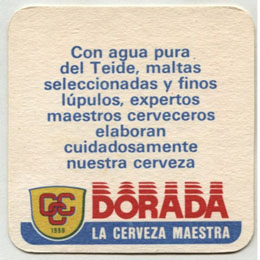 Con agua pura
del Teide, maltas
seleccionadas y finos
lúpulos, expertos
maestros cerveceros
elaboran
cuidadosamente
nuestra cerveza
CCC
DORADA
LA CERVEZA MAESTRA